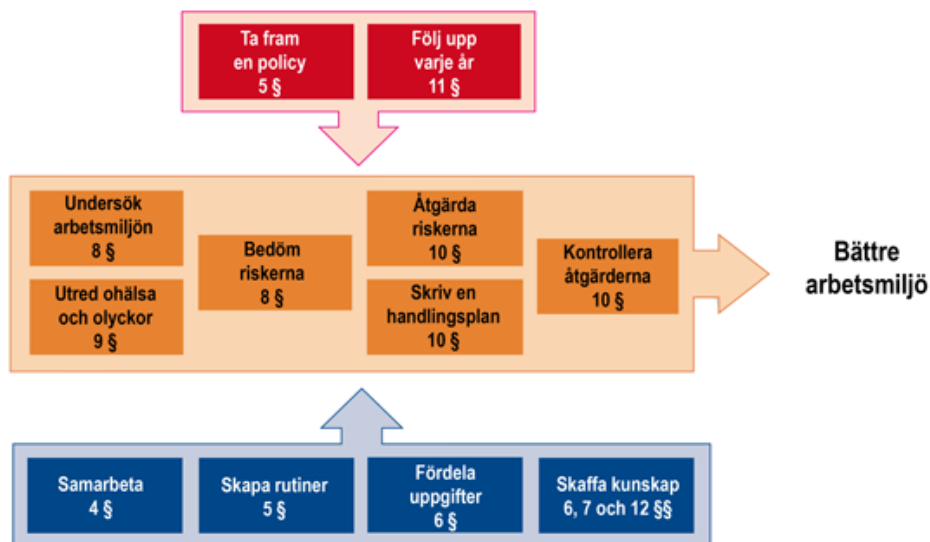 Ta fram
en policy
5 §
Följ upp
varje år
11 §
Undersök
arbetsmiljön
8 §
Utred ohälsa
och olyckor
9 §
Bedöm
riskerna
8 §
Åtgärda
riskerna
10 §
Skriv en
handlingsplan
10 §
Kontrollera
åtgärderna
10 §
Bättre
arbetsmiljö
Samarbeta
4 §
Skapa rutiner
5 §
Fördela
uppgifter
6 §
Skaffa kunskap
6, 7 och 12 §§